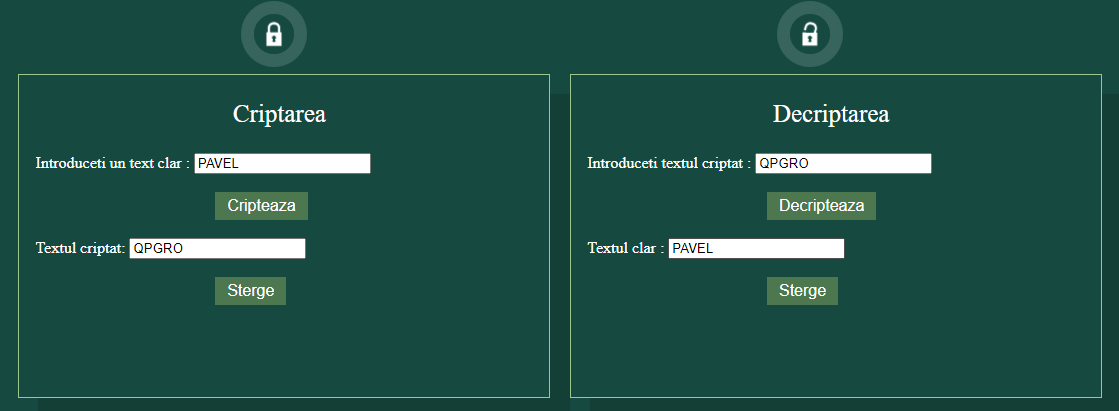 Criptarea
Introduceti un text clar : PAVEL
Cripteaza
Textul criptat: QPGRO
Sterge
Decriptarea
Introduceti textul criptat : QPGRO
Decripteaza
Textul clar : PAVEL
Sterge